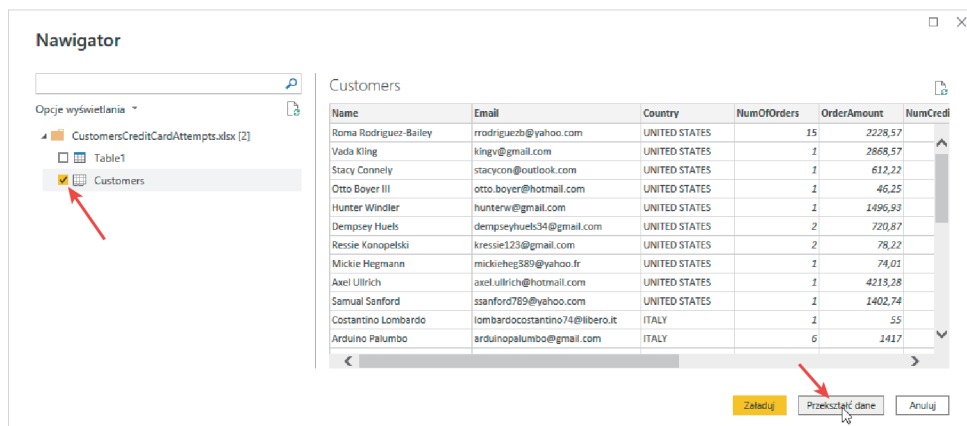 Nawigator
Opcje wyświetlania
CustomersCreditCardAttempts.xlsx [2]
Table1
Customers
Customers
Name Email Country NumOfOrders OrderAmount NumCredi
Roma Rodriguez-Bailey rrodriguezb@yahoo.com UNITED STATES 15 2228,57
Vada Kling kingv@gmail.com UNITED STATES 1 2868,57
Stacy Connely stacycon@outlook.com UNITED STATES 1 612,22
Otto Boyer III otto.boyer@hotmail.com UNITED STATES 1 46,25
Hunter Windler hunterw@gmail.com UNITED STATES 1 1496,93
Dempsey Huels dempseyhuels34@gmail.com UNITED STATES 2 720,87
Ressie Konopelski kressie123@gmail.com UNITED STATES 2 78,22
Mickie Hegmann mickieheg389@yahoo.fr UNITED STATES 1 74,01
Axel Ullrich axel.ullrich@hotmail.com UNITED STATES 1 4213,28
Samual Sanford ssanford789@yahoo.com UNITED STATES 1 1402,74
Costantino Lombardo lombardocostantino74@libero.it ITALY 1 55
Arduino Palumbo arduinopalumbo@gmail.com ITALY 6 1417
Załaduj Przekształć dane Anuluj